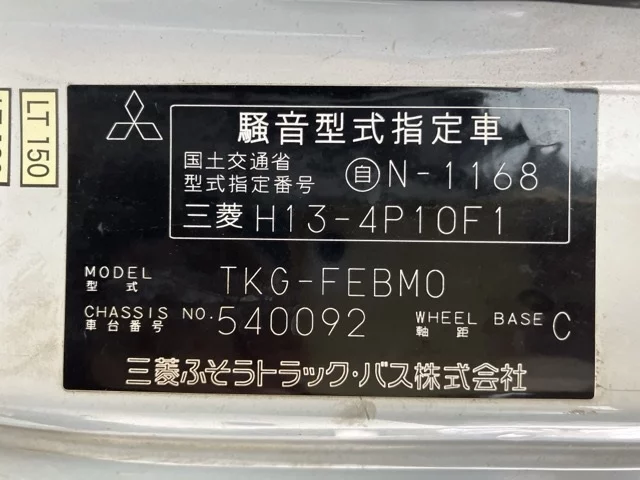 騒音型式指定車
国土交通省
型式指定番号 自N-1168
三菱 H13-4P10F1
MODEL
型式 TKG-FEBM0
CHASSIS NO.
車台番号 540092
WHEEL BASE
軸距 C
三菱ふそうトラック・バス株式会社
LT 150